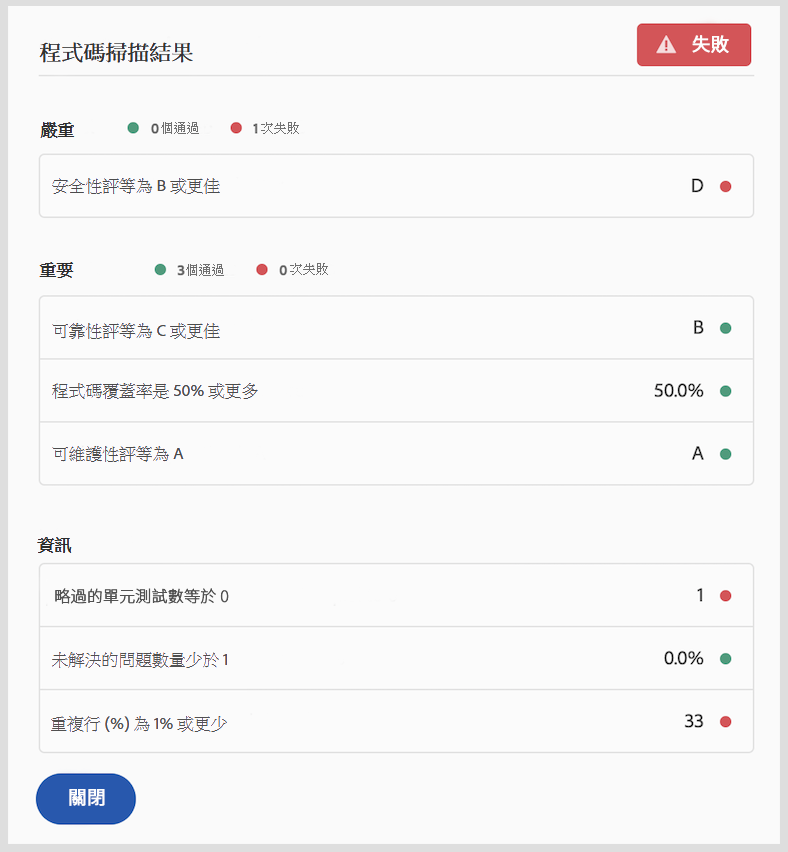 程式碼掃描結果
失敗
嚴重 0個通過 1次失敗
安全性評等為 B 或更佳 D
重要 3個通過 0次失敗
可靠性評等為 C 或更佳 B
程式碼覆蓋率是 50% 或更多 50.0%
可維護性評等為 A A
資訊
略過的單元測試數等於 0 1
未解決的問題數量少於 1 0.0%
重複行 (%) 為 1% 或更少 33
關閉